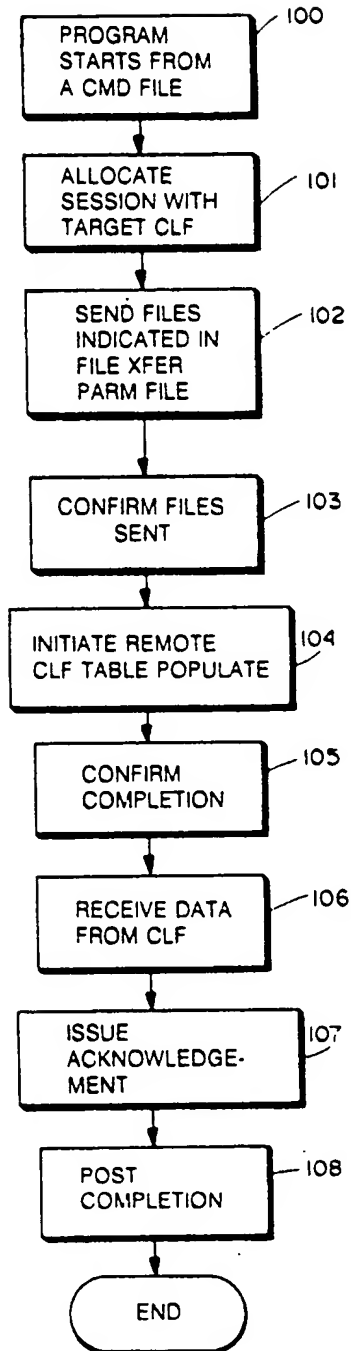 100
PROGRAM
STARTS FROM
A CMD FILE
101
ALLOCATE
SESSION WITH
TARGET CLF
102
SEND FILES
INDICATED IN
FILE XFER
PARM FILE
103
CONFIRM FILES
SENT
104
INITIATE REMOTE
CLF TABLE POPULATE
105
CONFIRM
COMPLETION
106
RECEIVE DATA
FROM CLF
107
ISSUE
ACKNOWLEDGE-
MENT
108
POST
COMPLETION
END